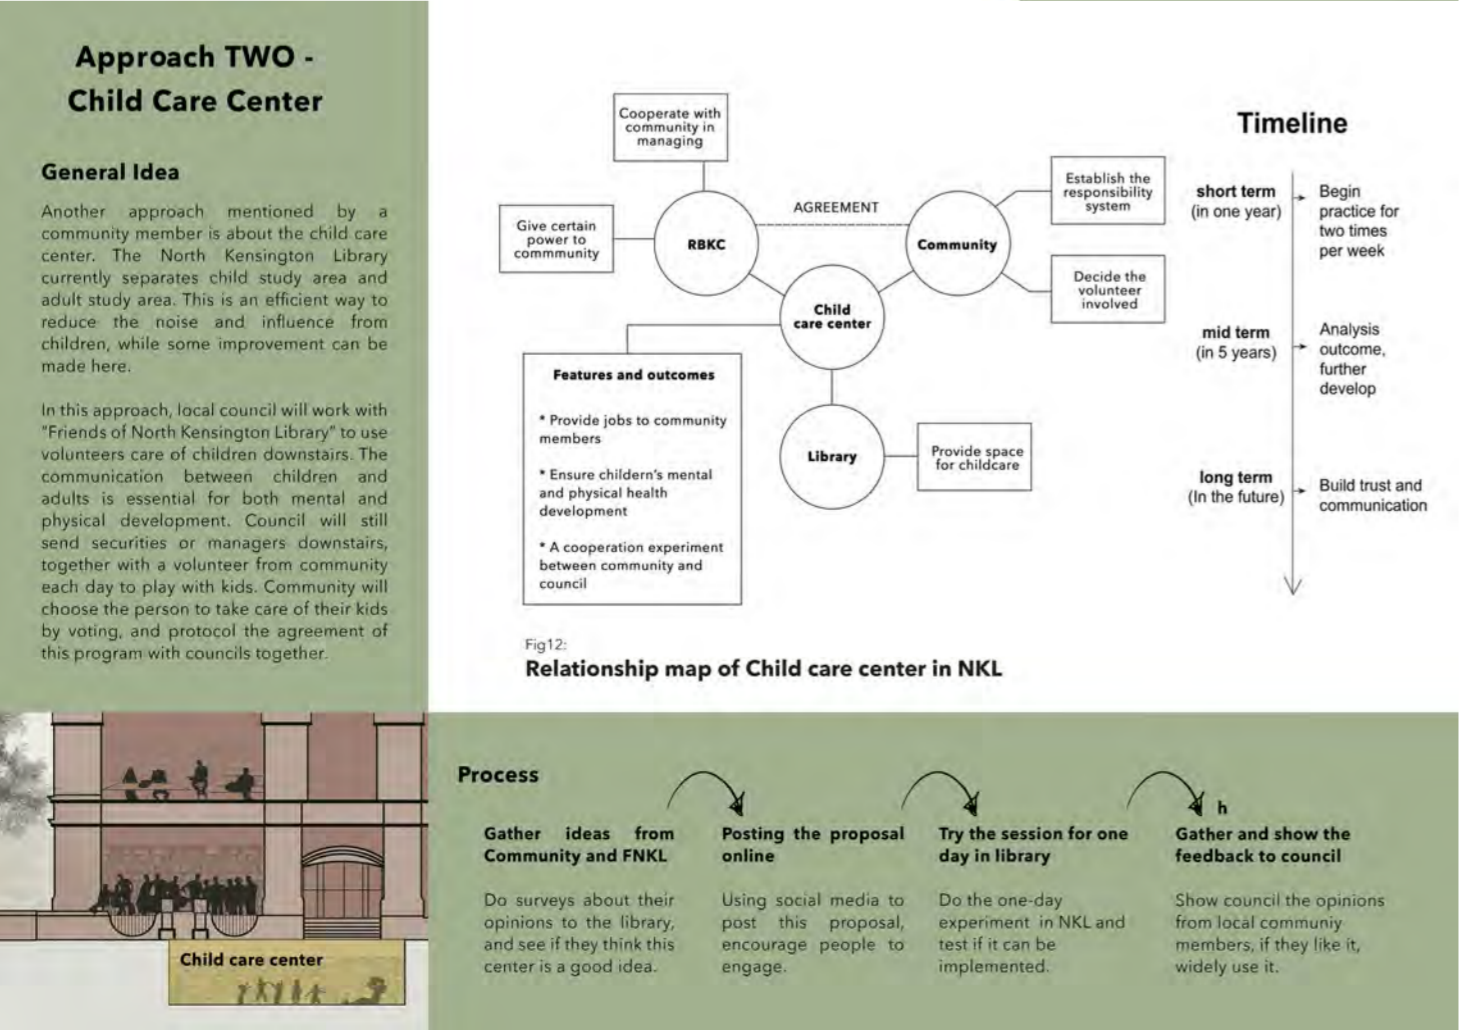 Approach TWO -
Child Care Center
General Idea
Another approach mentioned by a
community member is about the child care
center. The North Kensington Library
currently separates child study area and
adult study area. This is an efficient way to
reduce the noise and influence from
children, while some improvement can be
made here.
In this approach, local council will work with
"Friends of North Kensington Library" to use
volunteers care of children downstairs. The
communication between children and
adults is essential for both mental and
physical development. Council will still
send securities or managers downstairs,
together with a volunteer from community
each day to play with kids. Community will
choose the person to take care of their kids
by voting, and protocol the agreement of
this program with councils together.
Cooperate with
community in
managing
Give certain
power to
commmunity
RBKC
AGREEMENT
Community
Establish the
responsibility
system
Decide the
volunteer
involved
Child
care center
Features and outcomes
* Provide jobs to community
members
* Ensure childern's mental
and physical health
development
* A cooperation experiment
between community and
council
Library
Provide space
for childcare
Fig12:
Relationship map of Child care center in NKL
Timeline
short term
(in one year)
Begin
practice for
two times
per week
mid term
(in 5 years)
Analysis
outcome,
further
develop
long term
(In the future)
Build trust and
communication
Child care center
Process
Gather ideas from
Community and FNKL
Do surveys about their
opinions to the library,
and see if they think this
center is a good idea.
Posting the proposal
online
Using social media to
post this proposal,
encourage people to
engage.
Try the session for one
day in library
Do the one-day
experiment in NKL and
test if it can be
implemented.
h
Gather and show the
feedback to council
Show council the opinions
from local communiy
members, if they like it,
widely use it.